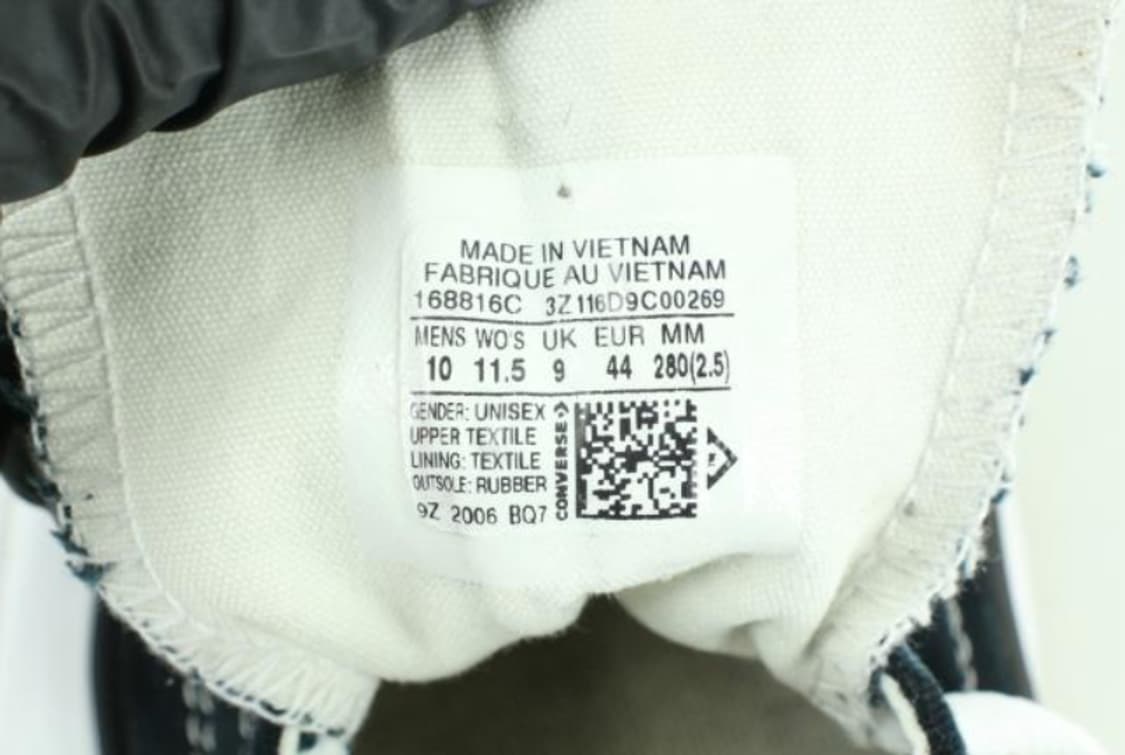 MADE IN VIETNAM
FABRIQUE AU VIETNAM
168816C 3Z116D9C00269
MENS WO'S UK EUR MM
10 11.5 9 44 280(2.5)
GENDER: UNISEX
UPPER TEXTILE
LINING: TEXTILE
OUTSOLE: RUBBER
9Z 2006 BQ7
CONVERSE